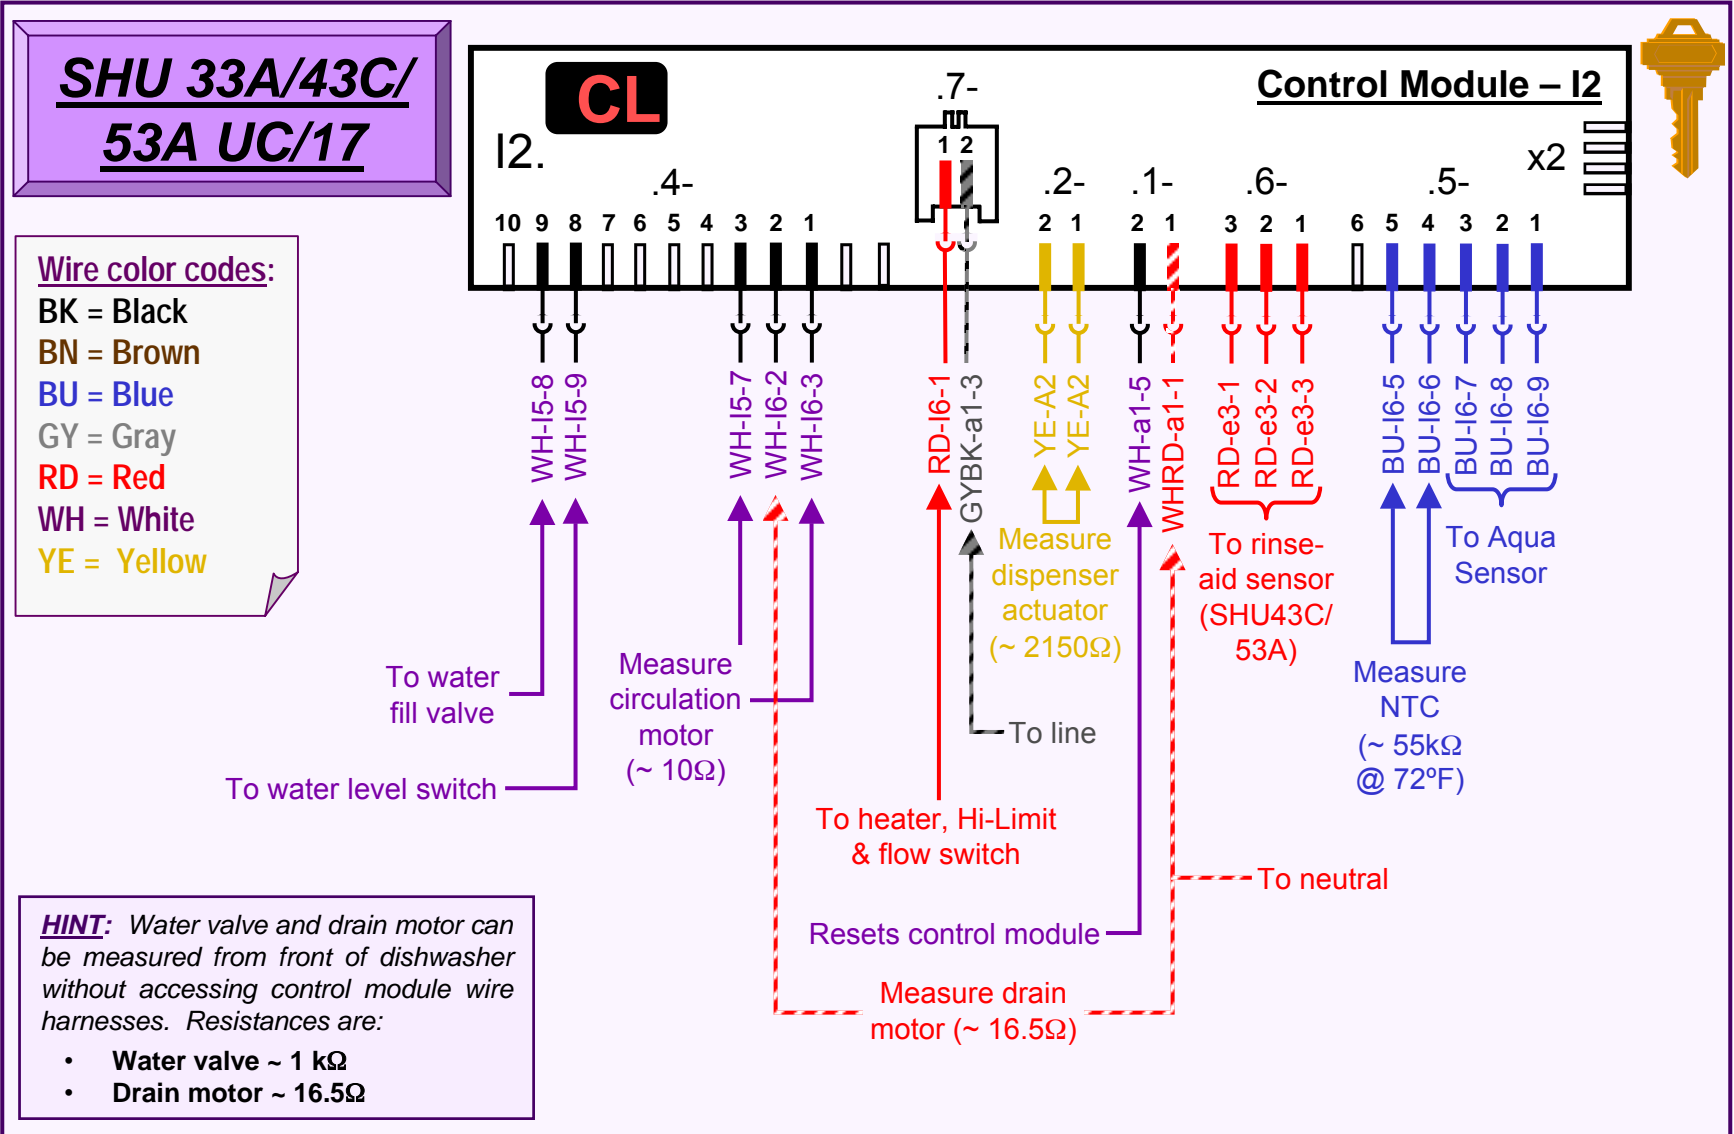 SHU 33A/43C/
53A UC/17
CL
I2.
Control Module – I2
x2
.7-
1 2
.4-
.2-
.1-
.6-
.5-
10 9 8 7 6 5 4 3 2 1
2 1
2 1
3 2 1
6 5 4 3 2 1
Wire color codes:
BK = Black
BN = Brown
BU = Blue
GY = Gray
RD = Red
WH = White
YE = Yellow
WH-I5-8
WH-I5-9
WH-I5-7
WH-I6-2
WH-I6-3
RD-I6-1
GYBK-a1-3
YE-A2
YE-A2
WH-a1-5
WHRD-a1-1
RD-e3-1
RD-e3-2
RD-e3-3
BU-I6-5
BU-I6-6
BU-I6-7
BU-I6-8
BU-I6-9
To water
fill valve
To water level switch
Measure
circulation
motor
(~ 10Ω)
To heater, Hi-Limit
& flow switch
To line
Measure
dispenser
actuator
(~ 2150Ω)
Resets control module
Measure drain
motor (~ 16.5Ω)
To neutral
To rinse-
aid sensor
(SHU43C/
53A)
Measure
NTC
(~ 55kΩ
@ 72ºF)
To Aqua
Sensor
HINT: Water valve and drain motor can
be measured from front of dishwasher
without accessing control module wire
harnesses. Resistances are:
• Water valve ~ 1 kΩ
• Drain motor ~ 16.5Ω